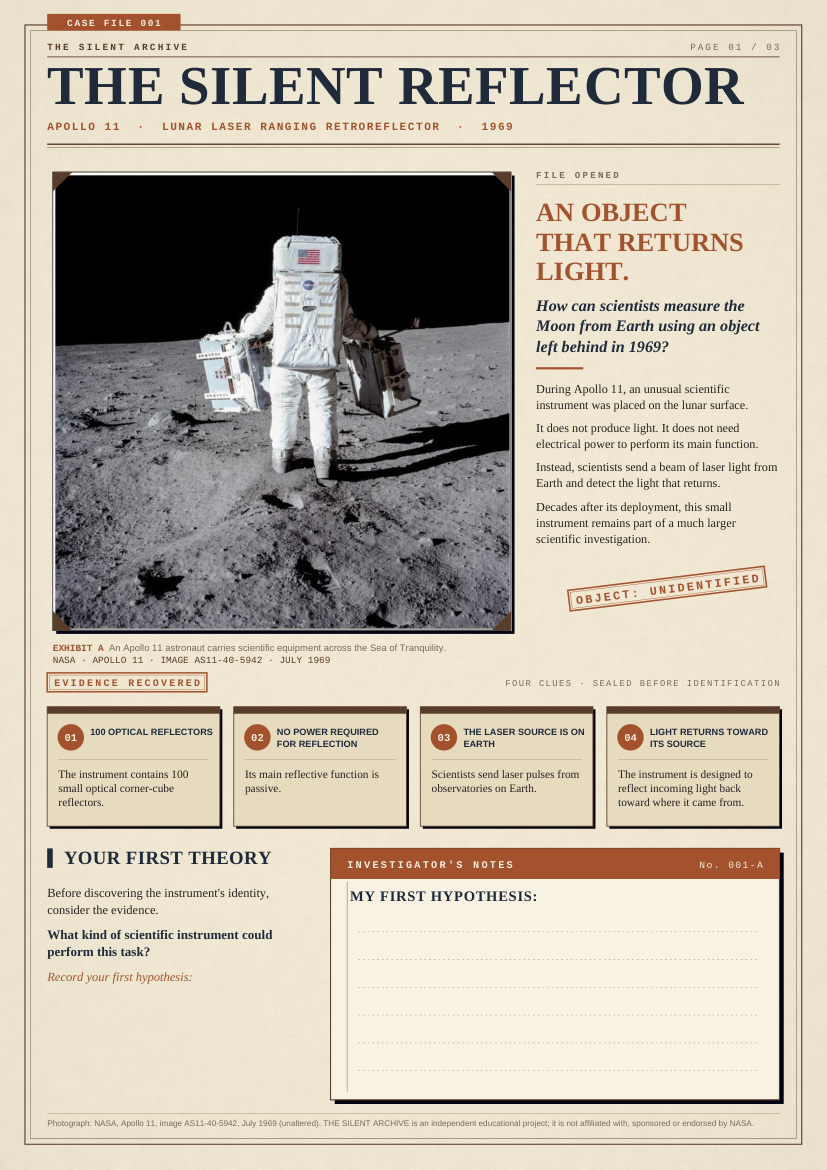 CASE FILE 001
THE SILENT ARCHIVE
PAGE 01 / 03
THE SILENT REFLECTOR
APOLLO 11 · LUNAR LASER RANGING RETROREFLECTOR · 1969
FILE OPENED
AN OBJECT
THAT RETURNS
LIGHT.
How can scientists measure the
Moon from Earth using an object
left behind in 1969?
During Apollo 11, an unusual scientific
instrument was placed on the lunar surface.
It does not produce light. It does not need
electrical power to perform its main function.
Instead, scientists send a beam of laser light from
Earth and detect the light that returns.
Decades after its deployment, this small
instrument remains part of a much larger
scientific investigation.
OBJECT: UNIDENTIFIED
NASA
EXHIBIT A An Apollo 11 astronaut carries scientific equipment across the Sea of Tranquility.
NASA · APOLLO 11 · IMAGE AS11-40-5942 · JULY 1969
EVIDENCE RECOVERED
FOUR CLUES · SEALED BEFORE IDENTIFICATION
01
100 OPTICAL REFLECTORS
The instrument contains 100
small optical corner-cube
reflectors.
02
NO POWER REQUIRED
FOR REFLECTION
Its main reflective function is
passive.
03
THE LASER SOURCE IS ON
EARTH
Scientists send laser pulses from
observatories on Earth.
04
LIGHT RETURNS TOWARD
ITS SOURCE
The instrument is designed to
reflect incoming light back
toward where it came from.
YOUR FIRST THEORY
Before discovering the instrument's identity,
consider the evidence.
What kind of scientific instrument could
perform this task?
Record your first hypothesis:
INVESTIGATOR'S NOTES
No. 001-A
MY FIRST HYPOTHESIS:
Photograph: NASA, Apollo 11, image AS11-40-5942, July 1969 (unaltered). THE SILENT ARCHIVE is an independent educational project; it is not affiliated with, sponsored or endorsed by NASA.